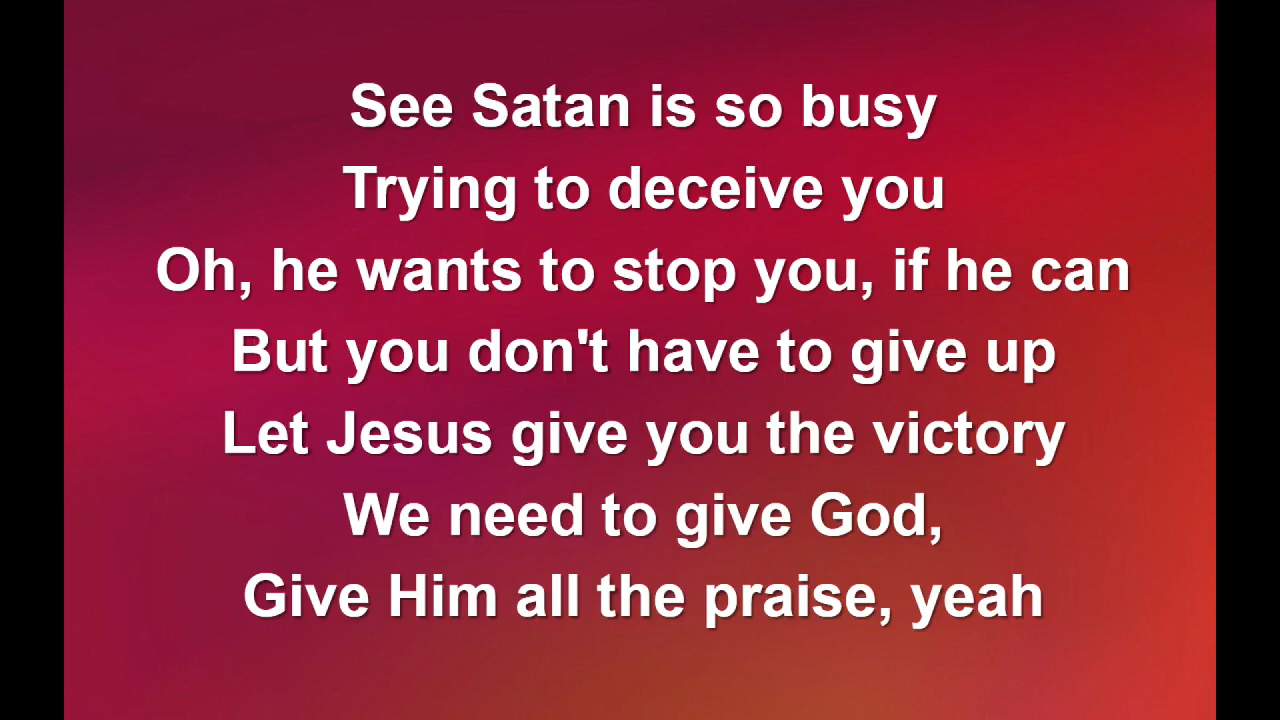 See Satan is so busy
Trying to deceive you
Oh, he wants to stop you, if he can
But you don't have to give up
Let Jesus give you the victory
We need to give God,
Give Him all the praise, yeah